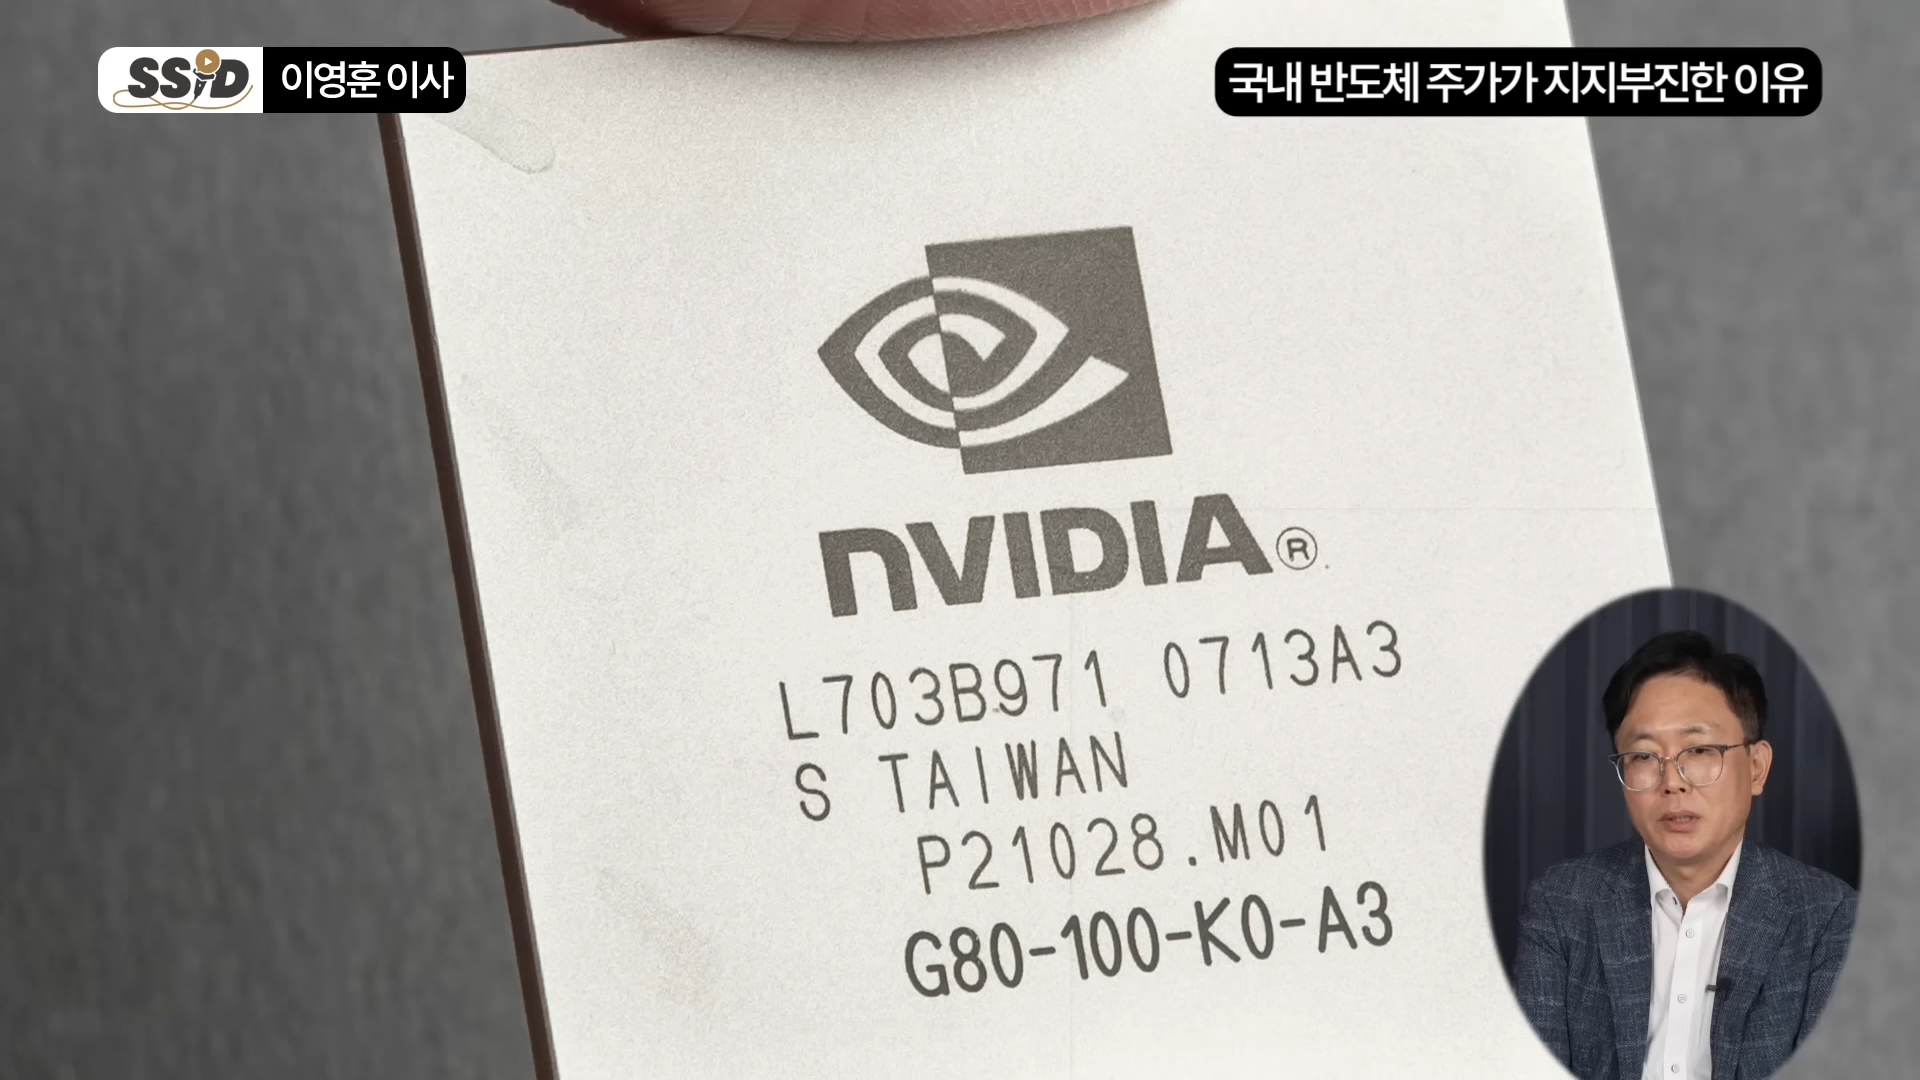 SSiD 이영훈 이사
국내 반도체 주가가 지지부진한 이유
nVIDIA®
L703B971 0713A3
S TAIWAN
P21028.M01
G80-100-K0-A3